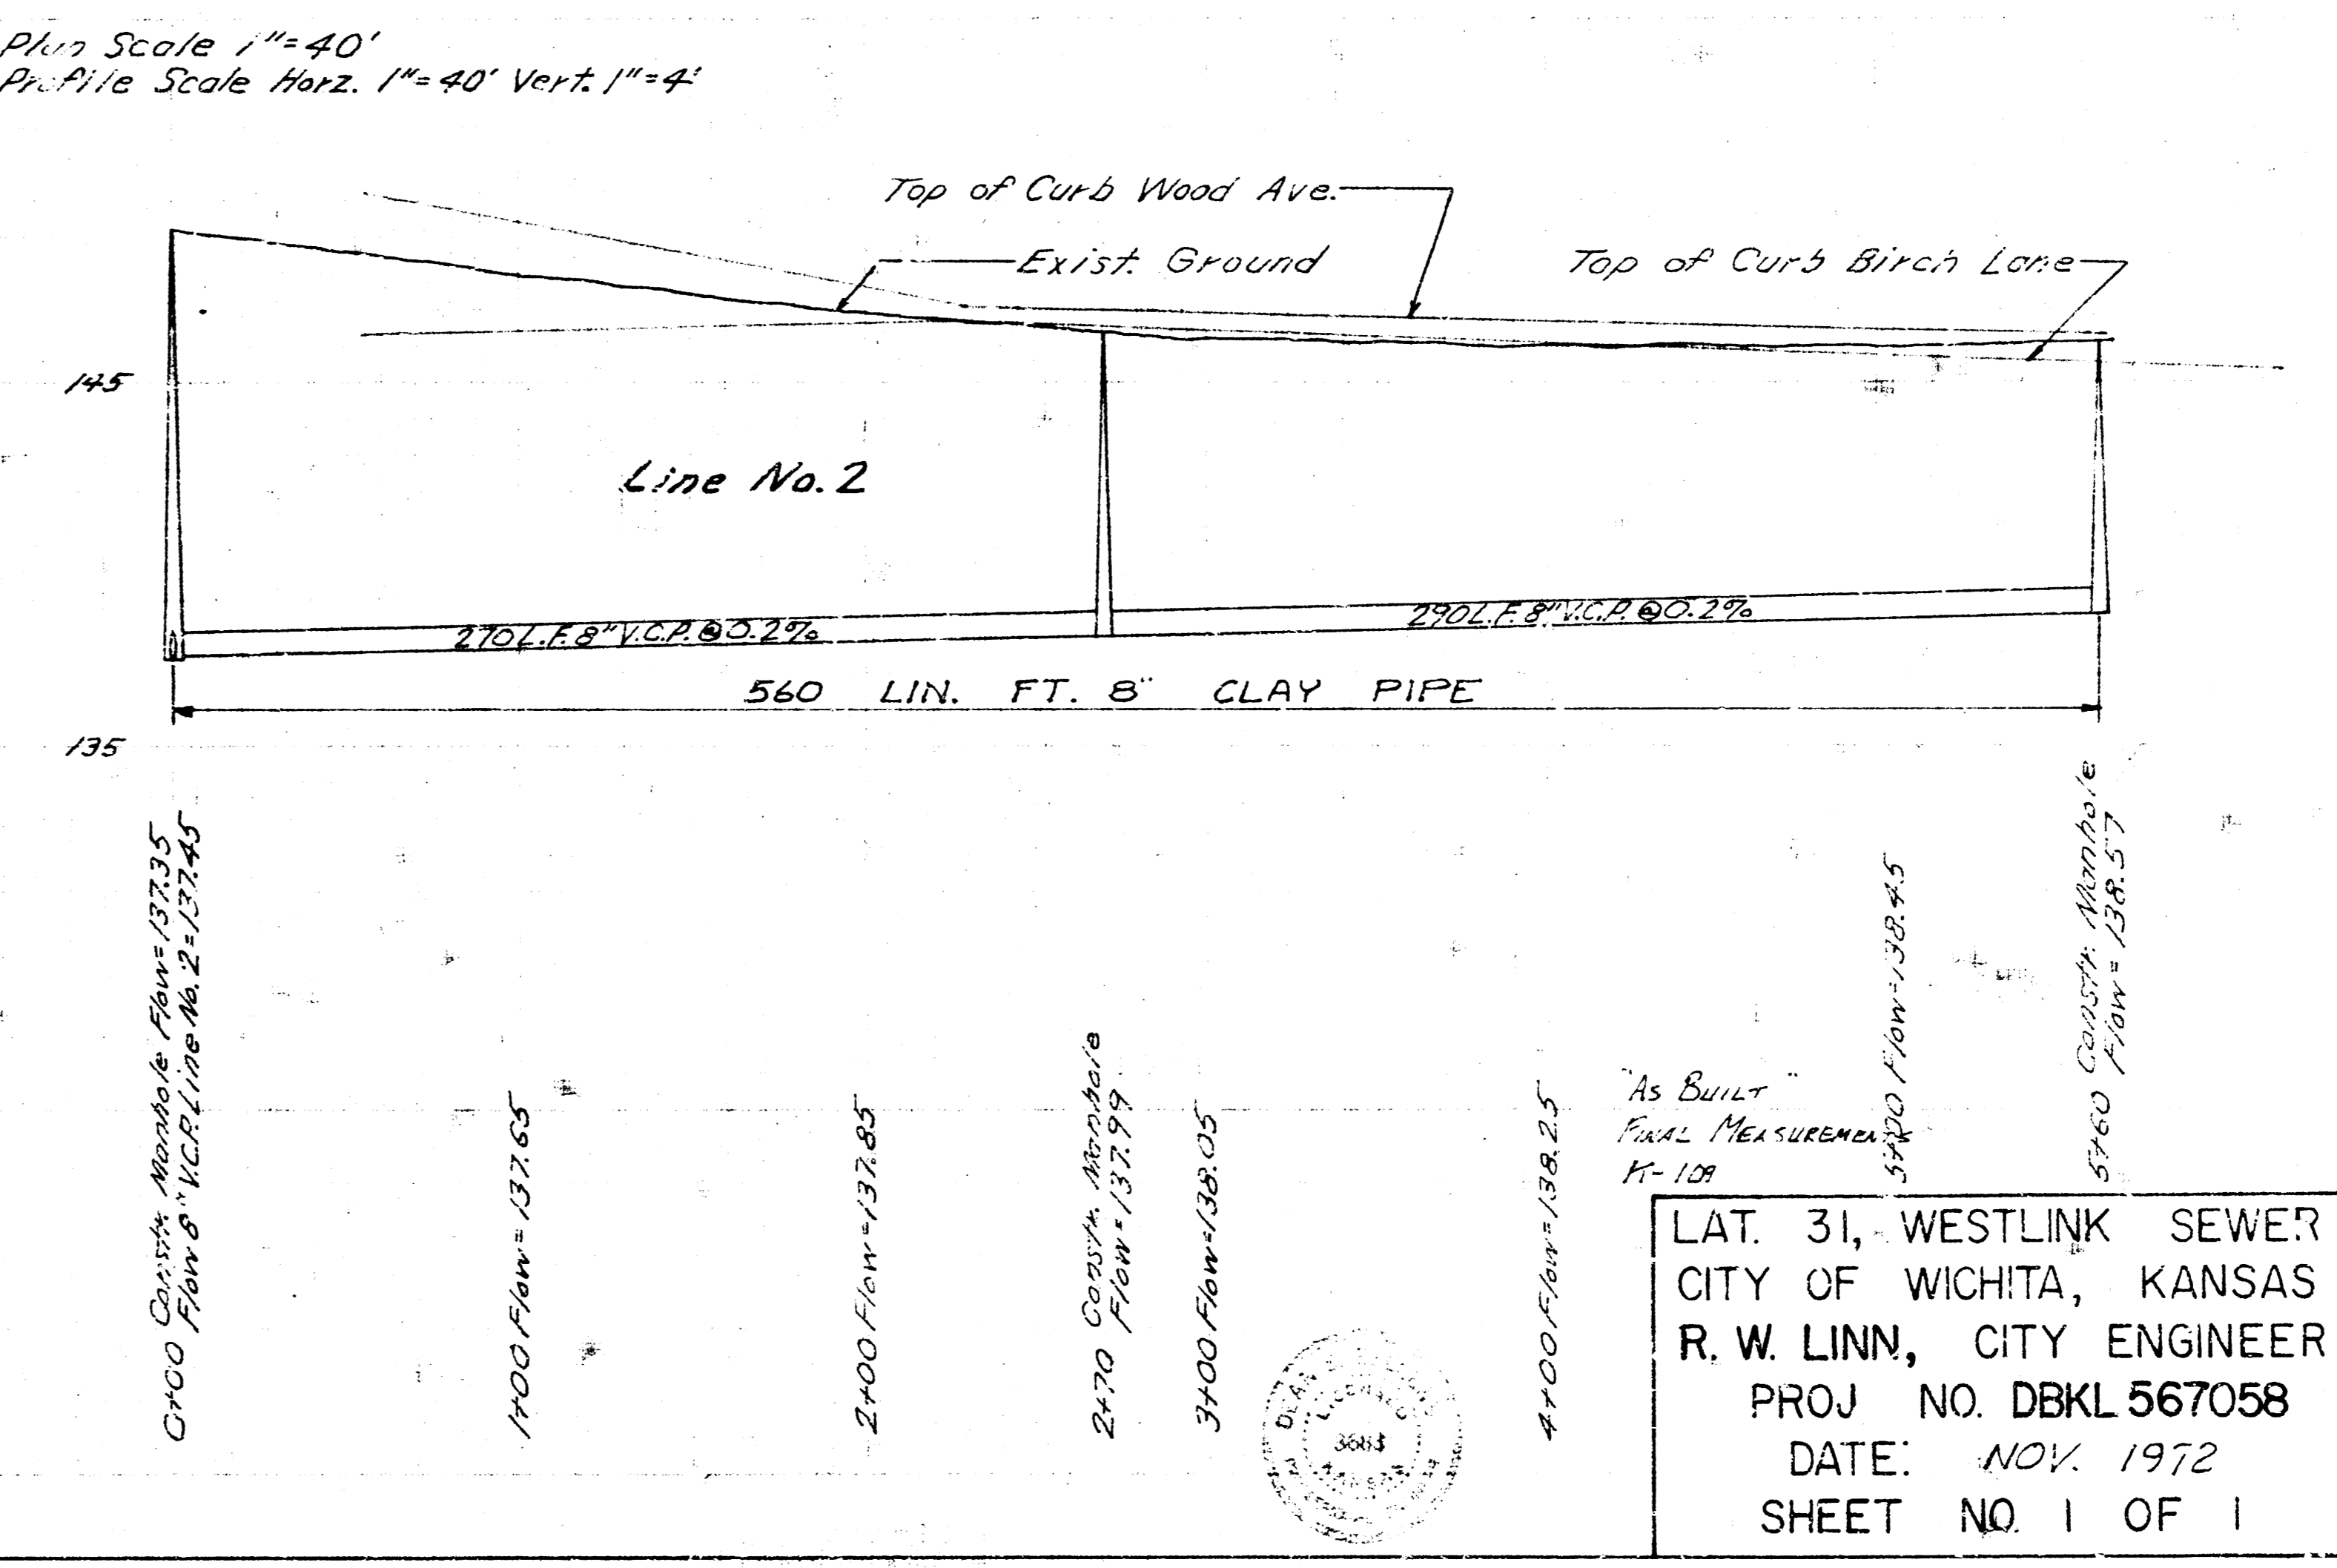 Plan Scale 1"=40'
Profile Scale Horz. 1"=40' Vert. 1"=4'
Top of Curb Wood Ave.
Exist. Ground
Top of Curb Birch Lane
145
Line No. 2
270 L.F. 8" V.C.P. @ 0.2%
290 L.F. 8" V.C.P. @ 0.2%
560 LIN. FT. 8" CLAY PIPE
135
0+00 Constr. Manhole Flow=137.35
Flow 8" V.C.P. Line No. 2=137.45
1+00 Flow=137.65
2+00 Flow=137.85
2+70 Constr. Manhole
Flow=137.99
3+00 Flow=138.05
4+00 Flow=138.25
5+00 Flow=138.45
5+60 Constr. Manhole
Flow=138.57
"As Built"
Final Measurements
K-109
DEAN
LICENSED
3683
KANSAS
LAT. 31, WESTLINK SEWER
CITY OF WICHITA, KANSAS
R. W. LINN, CITY ENGINEER
PROJ NO. DBKL 567058
DATE: NOV. 1972
SHEET NO. 1 OF 1